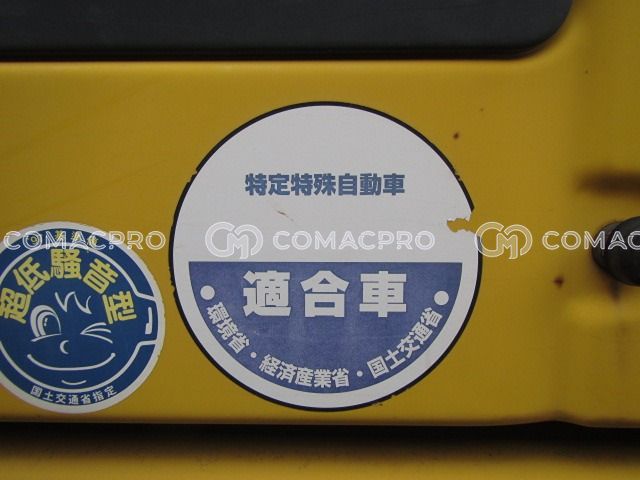 特定特殊自動車
適合車
・環境省・経済産業省・国土交通省・
超低騒音型
国土交通省指定
COMACPRO COMACPRO COMACPRO